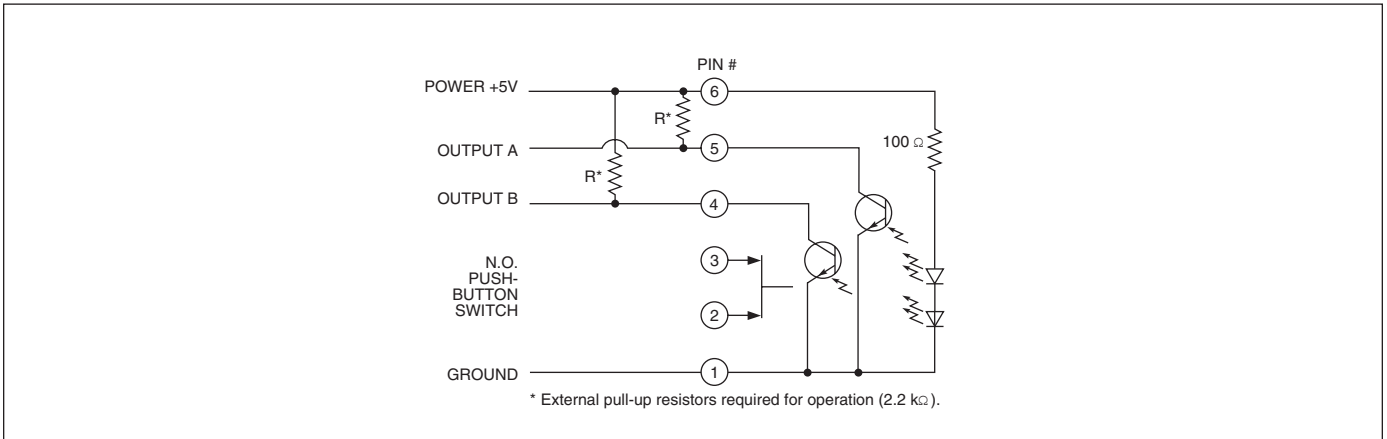 PIN #
POWER +5V
6
R*
100 Ω
OUTPUT A
5
R*
OUTPUT B
4
N.O.
PUSH-
BUTTON
SWITCH
3
2
GROUND
1
* External pull-up resistors required for operation (2.2 kΩ).